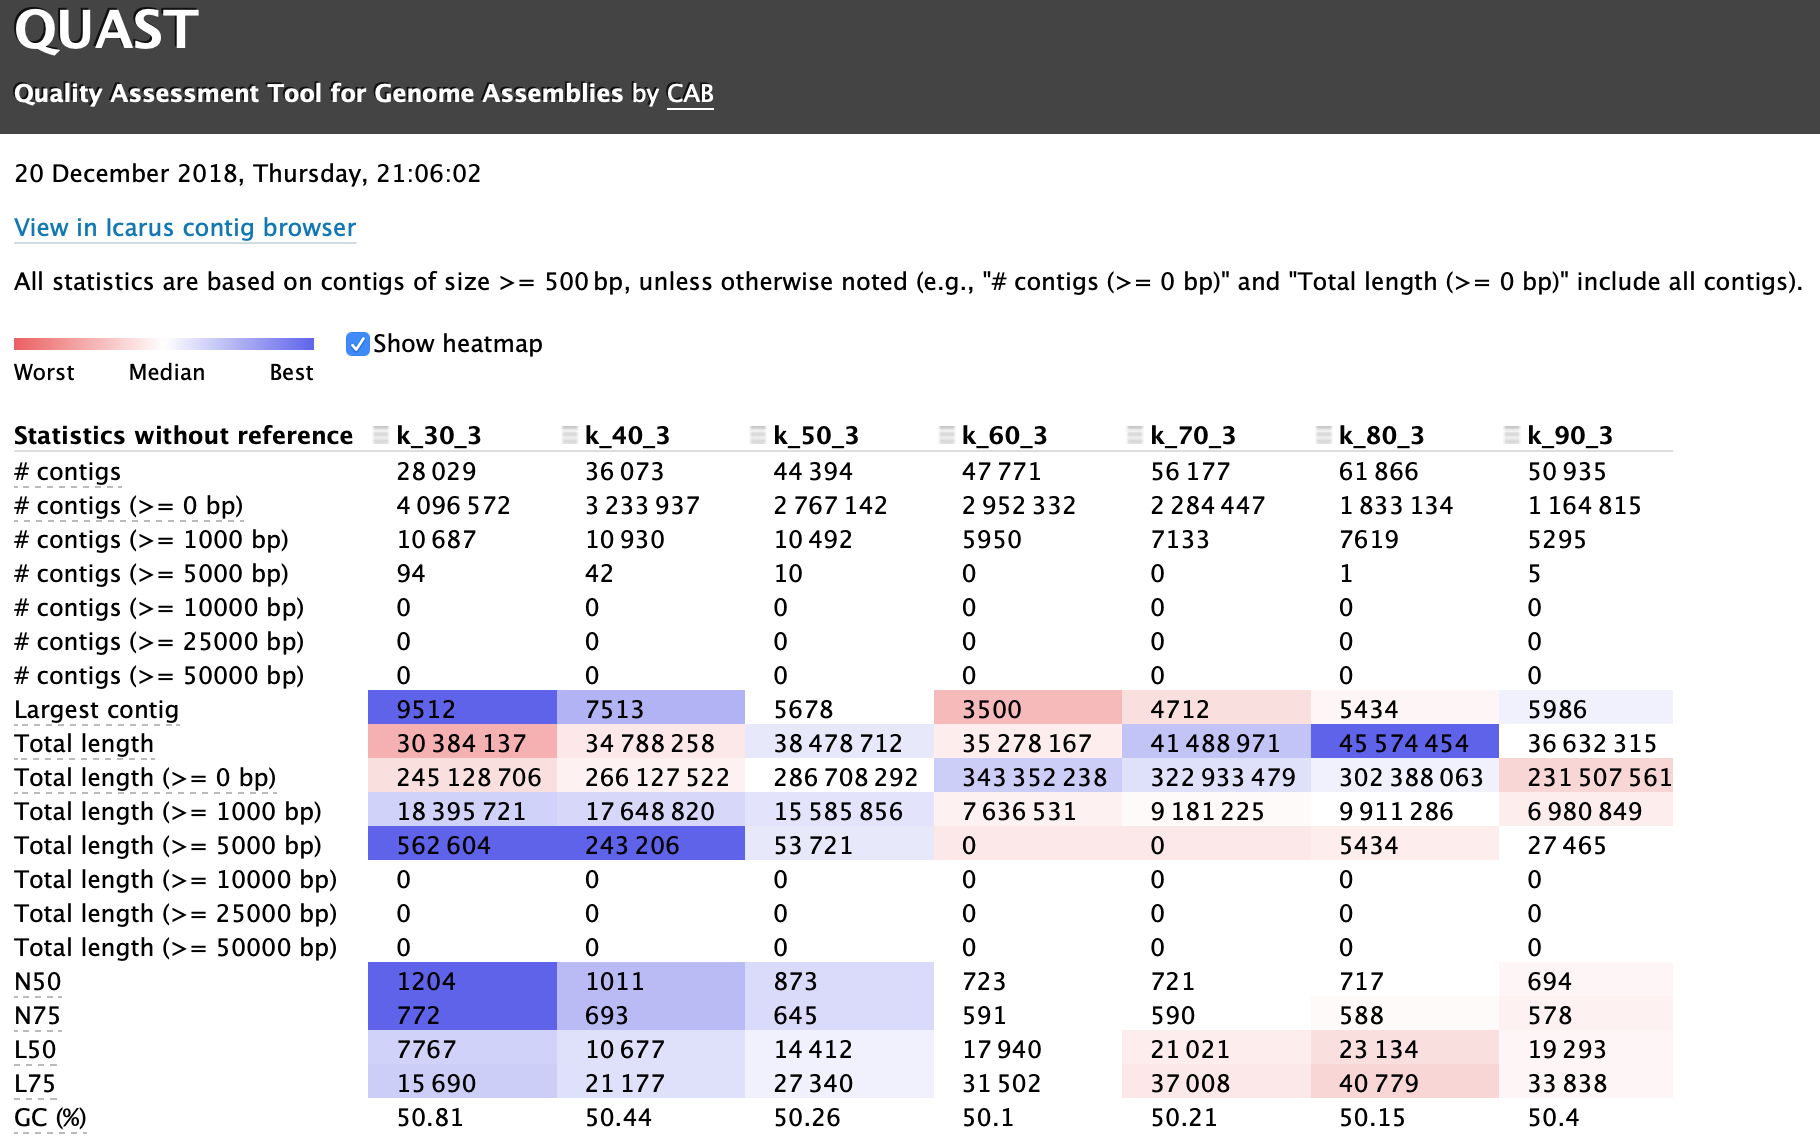 QUAST
Quality Assessment Tool for Genome Assemblies by CAB
20 December 2018, Thursday, 21:06:02
View in Icarus contig browser
All statistics are based on contigs of size >= 500 bp, unless otherwise noted (e.g., "# contigs (>= 0 bp)" and "Total length (>= 0 bp)" include all contigs).
Worst Median Best Show heatmap
Statistics without reference k_30_3 k_40_3 k_50_3 k_60_3 k_70_3 k_80_3 k_90_3
# contigs 28 029 36 073 44 394 47 771 56 177 61 866 50 935
# contigs (>= 0 bp) 4 096 572 3 233 937 2 767 142 2 952 332 2 284 447 1 833 134 1 164 815
# contigs (>= 1000 bp) 10 687 10 930 10 492 5950 7133 7619 5295
# contigs (>= 5000 bp) 94 42 10 0 0 1 5
# contigs (>= 10000 bp) 0 0 0 0 0 0 0
# contigs (>= 25000 bp) 0 0 0 0 0 0 0
# contigs (>= 50000 bp) 0 0 0 0 0 0 0
Largest contig 9512 7513 5678 3500 4712 5434 5986
Total length 30 384 137 34 788 258 38 478 712 35 278 167 41 488 971 45 574 454 36 632 315
Total length (>= 0 bp) 245 128 706 266 127 522 286 708 292 343 352 238 322 933 479 302 388 063 231 507 561
Total length (>= 1000 bp) 18 395 721 17 648 820 15 585 856 7 636 531 9 181 225 9 911 286 6 980 849
Total length (>= 5000 bp) 562 604 243 206 53 721 0 0 5434 27 465
Total length (>= 10000 bp) 0 0 0 0 0 0 0
Total length (>= 25000 bp) 0 0 0 0 0 0 0
Total length (>= 50000 bp) 0 0 0 0 0 0 0
N50 1204 1011 873 723 721 717 694
N75 772 693 645 591 590 588 578
L50 7767 10 677 14 412 17 940 21 021 23 134 19 293
L75 15 690 21 177 27 340 31 502 37 008 40 779 33 838
GC (%) 50.81 50.44 50.26 50.1 50.21 50.15 50.4